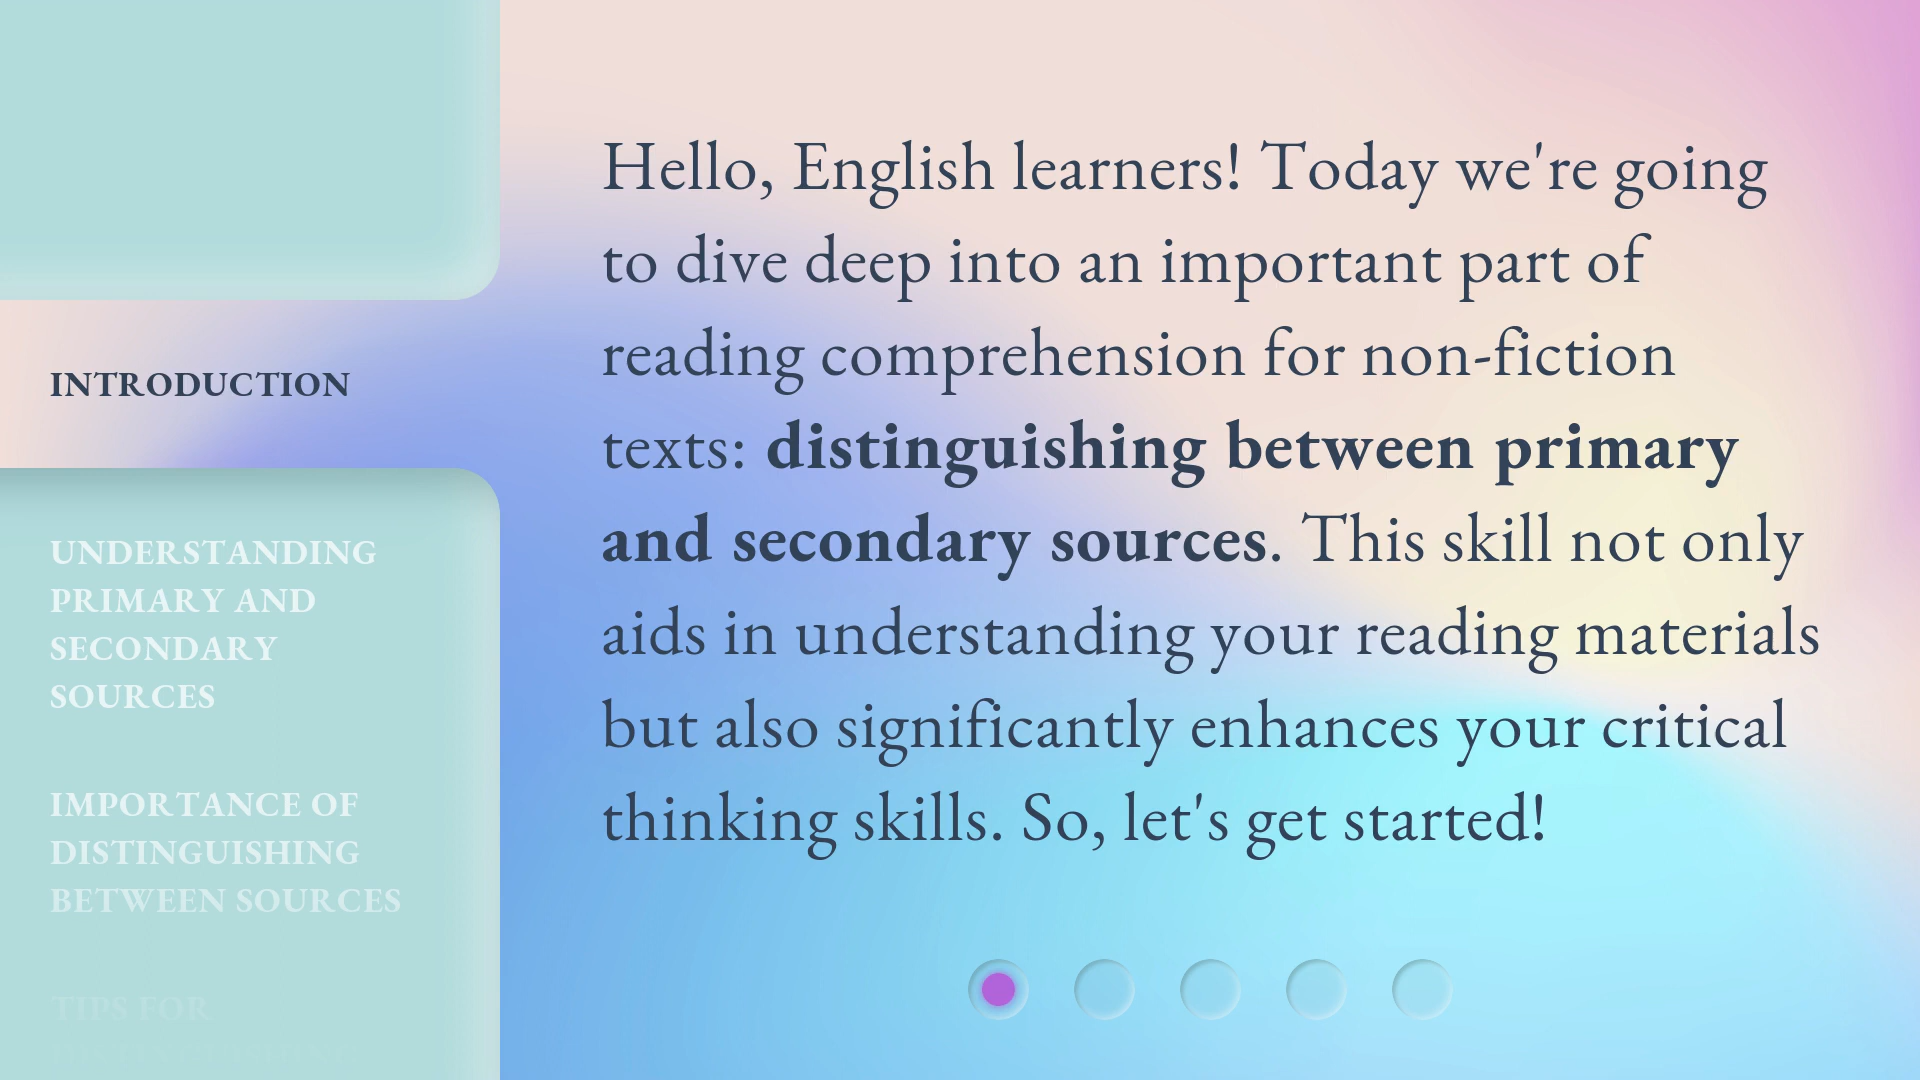 INTRODUCTION
UNDERSTANDING
PRIMARY AND
SECONDARY
SOURCES
IMPORTANCE OF
DISTINGUISHING
BETWEEN SOURCES
TIPS FOR
DISTINGUISHING
Hello, English learners! Today we're going
to dive deep into an important part of
reading comprehension for non-fiction
texts: distinguishing between primary
and secondary sources. This skill not only
aids in understanding your reading materials
but also significantly enhances your critical
thinking skills. So, let's get started!